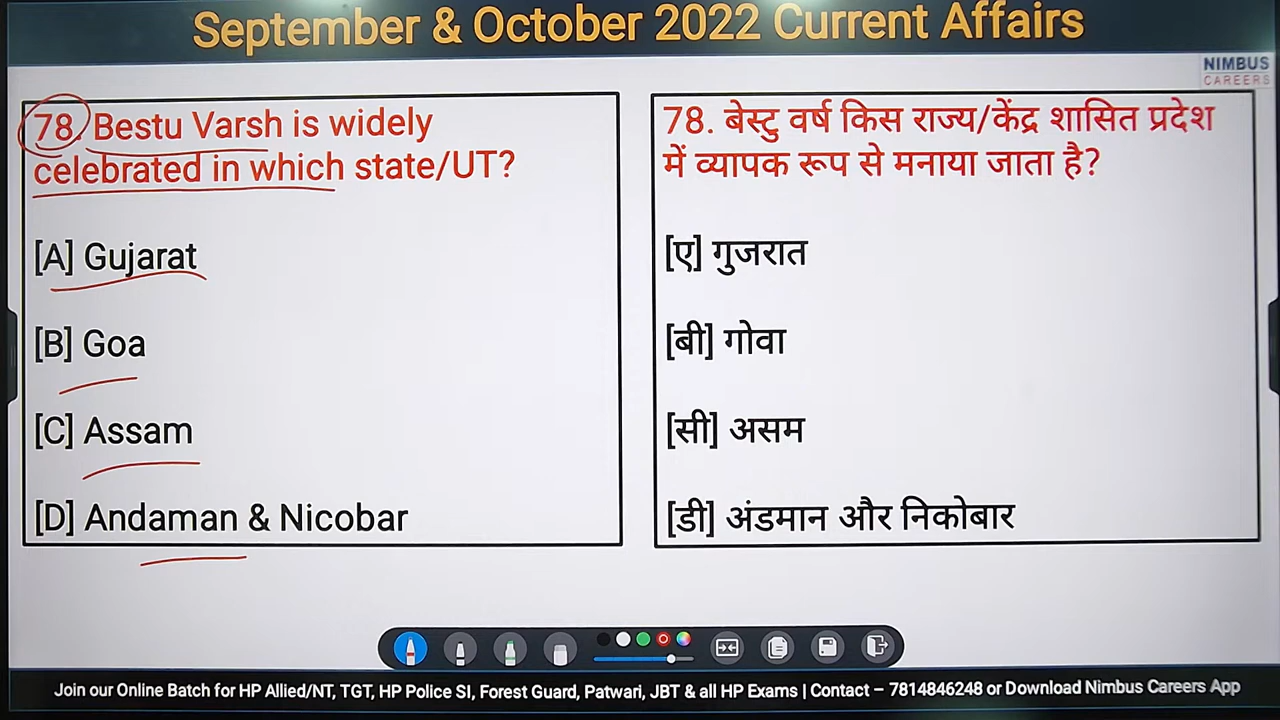 September & October 2022 Current Affairs
NIMBUS
CAREERS
78. Bestu Varsh is widely
celebrated in which state/UT?
[A] Gujarat
[B] Goa
[C] Assam
[D] Andaman & Nicobar
78. बेस्टु वर्ष किस राज्य/केंद्र शासित प्रदेश
में व्यापक रूप से मनाया जाता है?
[ए] गुजरात
[बी] गोवा
[सी] असम
[डी] अंडमान और निकोबार
Join our Online Batch for HP Allied/NT, TGT, HP Police SI, Forest Guard, Patwari, JBT & all HP Exams | Contact – 7814846248 or Download Nimbus Careers App